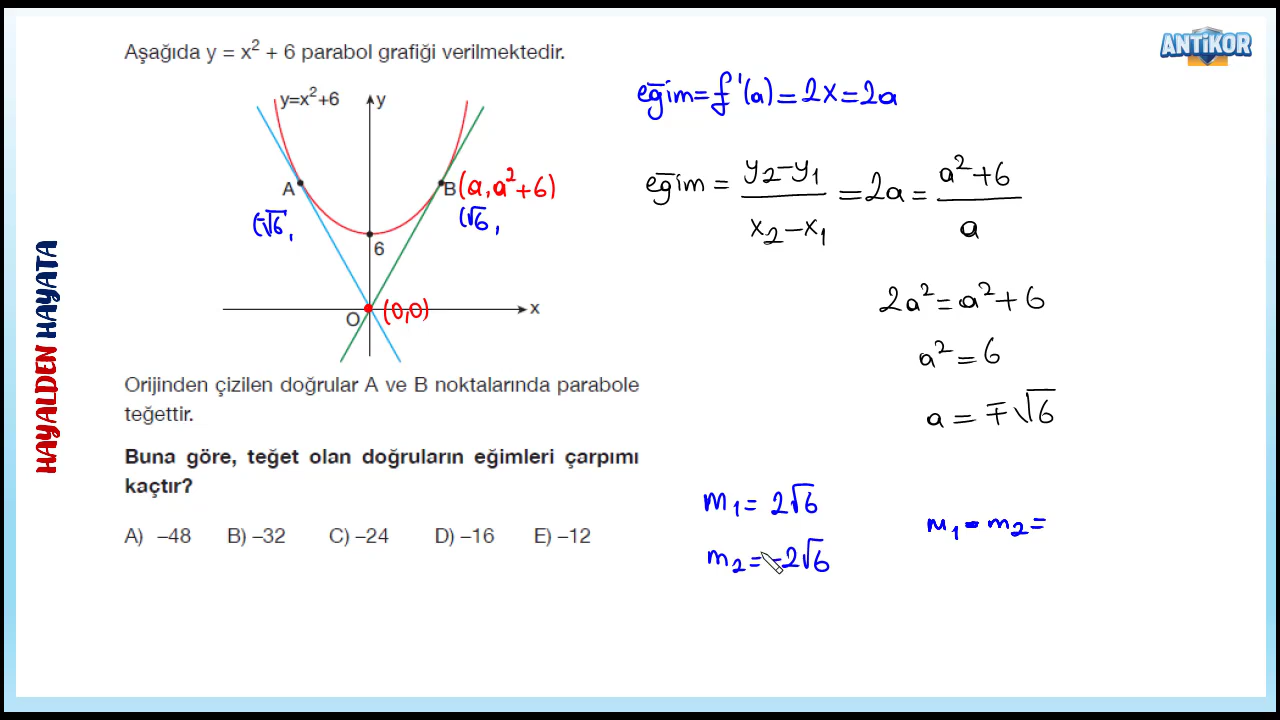 ANTİKOR
HAYALDEN HAYATA
Aşağıda y = x² + 6 parabol grafiği verilmektedir.
y=x²+6
y
A
B
(a, a²+6)
(-√6,
(√6,
6
O
(0,0)
x
Orijinden çizilen doğrular A ve B noktalarında parabole
teğettir.
Buna göre, teğet olan doğruların eğimleri çarpımı
kaçtır?
A) –48 B) –32 C) –24 D) –16 E) –12
eğim = f'(a) = 2x = 2a
eğim = y₂-y₁ / x₂-x₁ = 2a = a²+6 / a
2a² = a² + 6
a² = 6
a = ∓√6
m₁ = 2√6
m₂ = -2√6
m₁ · m₂ =